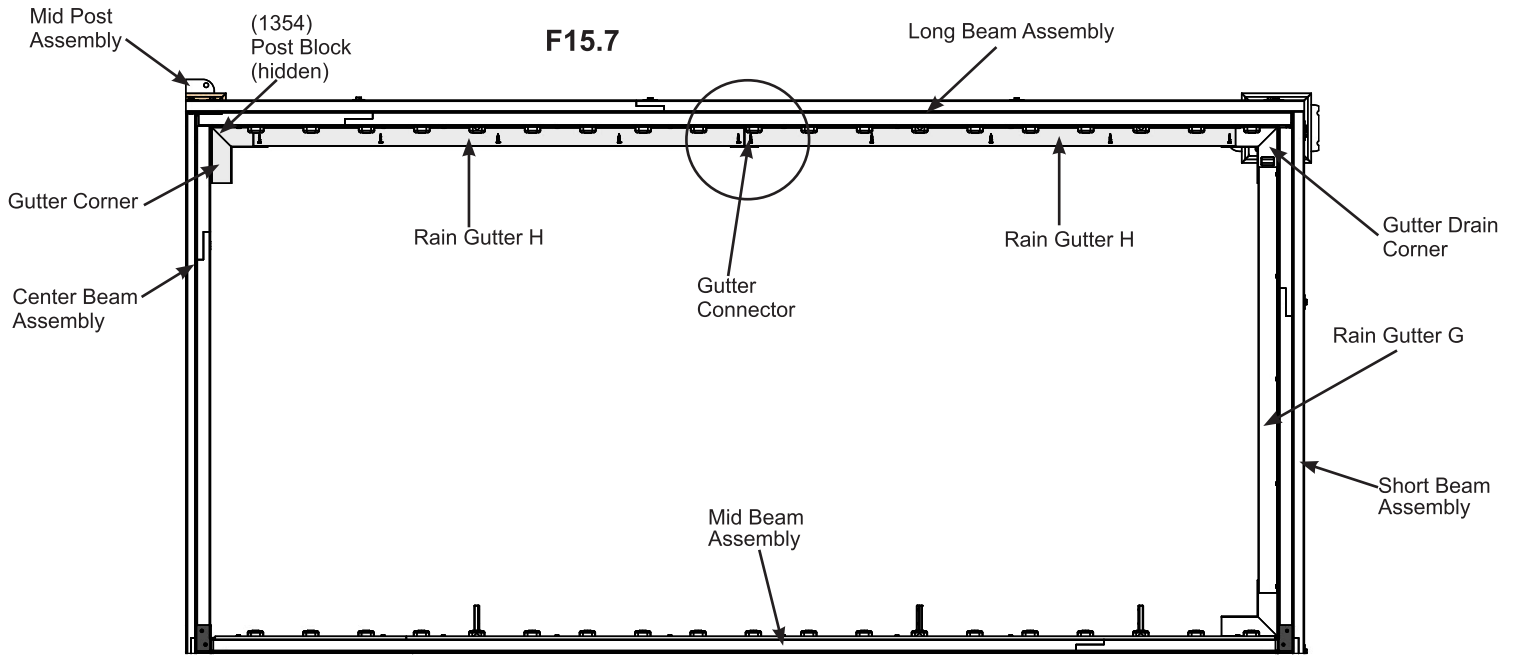 Mid Post
Assembly
(1354)
Post Block
(hidden)
F15.7
Long Beam Assembly
Gutter Corner
Rain Gutter H
Rain Gutter H
Gutter Drain
Corner
Gutter
Connector
Center Beam
Assembly
Rain Gutter G
Short Beam
Assembly
Mid Beam
Assembly